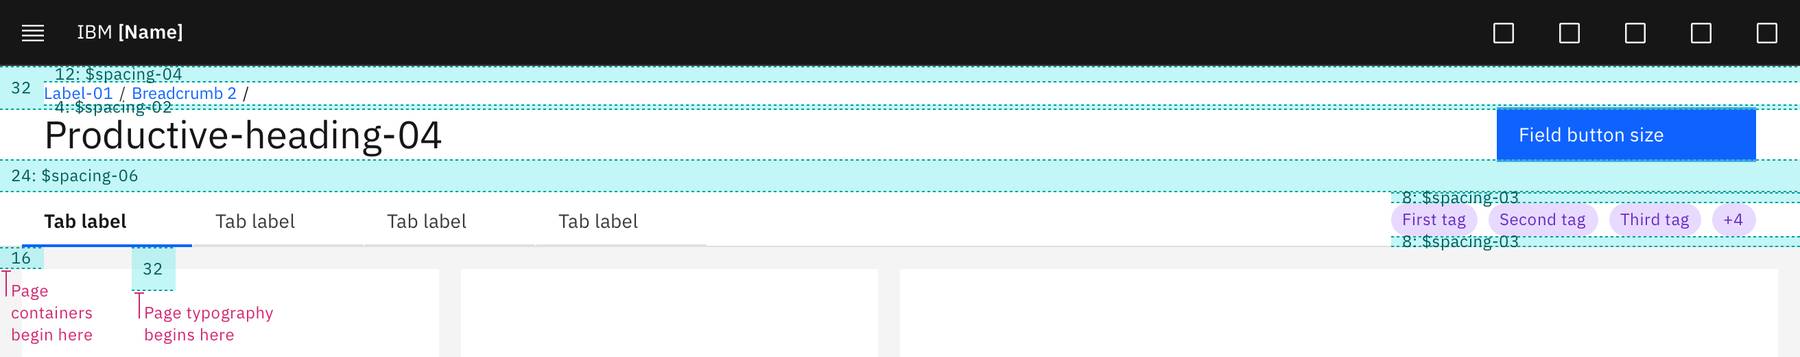 IBM [Name]
12: $spacing-04
32
Label-01 / Breadcrumb 2 /
4: $spacing-02
Productive-heading-04
Field button size
24: $spacing-06
8: $spacing-03
Tab label Tab label Tab label Tab label
First tag Second tag Third tag +4
8: $spacing-03
16
32
Page
containers
begin here
Page typography
begins here